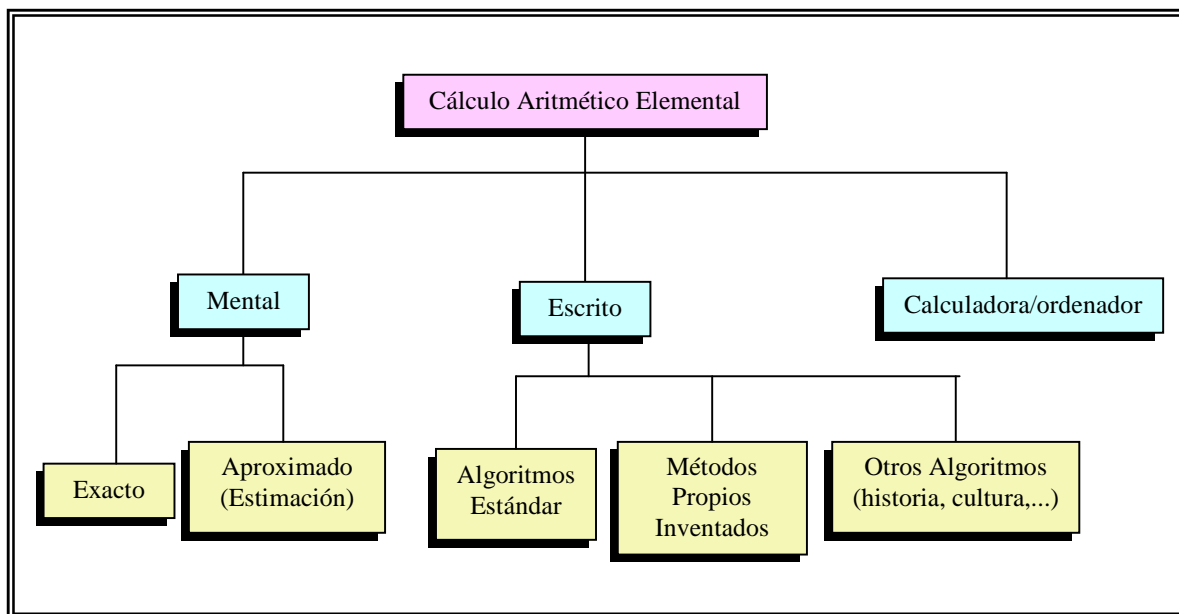 Cálculo Aritmético Elemental
Mental
Escrito
Calculadora/ordenador
Exacto
Aproximado
(Estimación)
Algoritmos
Estándar
Métodos
Propios
Inventados
Otros Algoritmos
(historia, cultura,...)